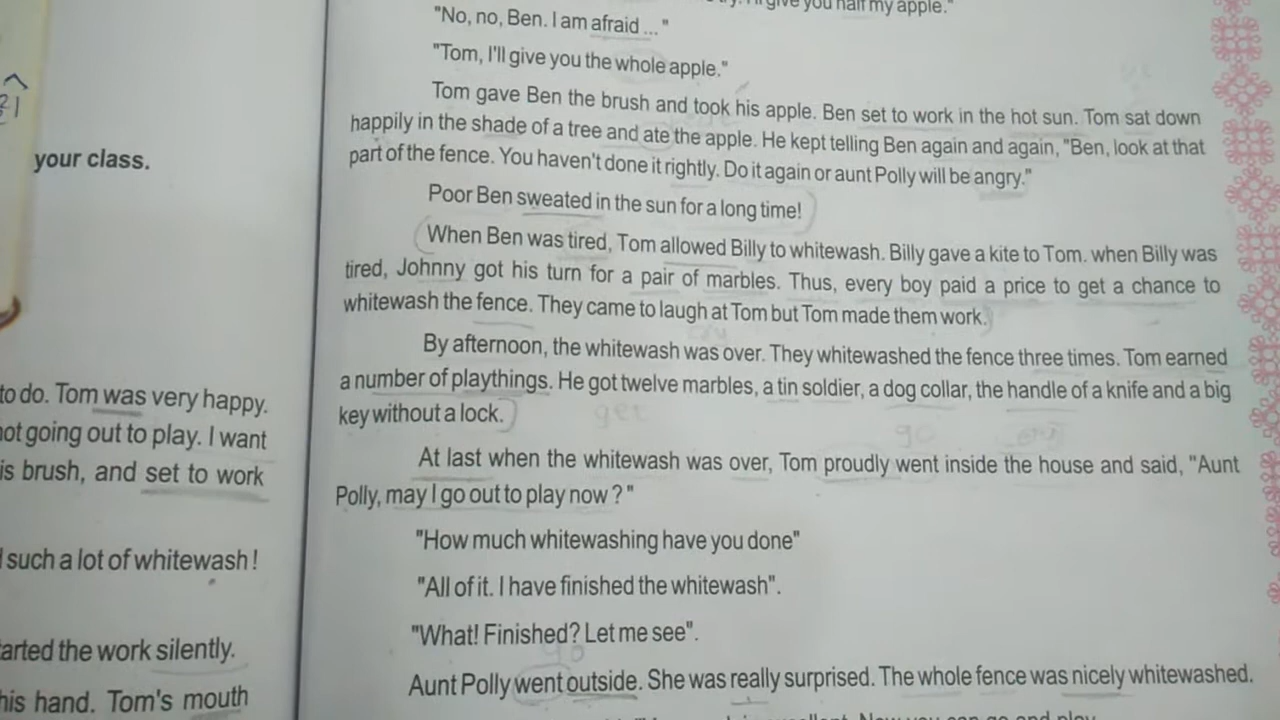 21
your class.
to do. Tom was very happy.
not going out to play. I want
is brush, and set to work
such a lot of whitewash!
arted the work silently.
his hand. Tom's mouth
give you half my apple."
"No, no, Ben. I am afraid ..."
"Tom, I'll give you the whole apple."
Tom gave Ben the brush and took his apple. Ben set to work in the hot sun. Tom sat down
happily in the shade of a tree and ate the apple. He kept telling Ben again and again, "Ben, look at that
part of the fence. You haven't done it rightly. Do it again or aunt Polly will be angry."
Poor Ben sweated in the sun for a long time!
When Ben was tired, Tom allowed Billy to whitewash. Billy gave a kite to Tom. when Billy was
tired, Johnny got his turn for a pair of marbles. Thus, every boy paid a price to get a chance to
whitewash the fence. They came to laugh at Tom but Tom made them work.
By afternoon, the whitewash was over. They whitewashed the fence three times. Tom earned
a number of playthings. He got twelve marbles, a tin soldier, a dog collar, the handle of a knife and a big
key without a lock.
get
go
At last when the whitewash was over, Tom proudly went inside the house and said, "Aunt
Polly, may I go out to play now ? "
"How much whitewashing have you done"
"All of it. I have finished the whitewash".
"What! Finished? Let me see".
go
Aunt Polly went outside. She was really surprised. The whole fence was nicely whitewashed.